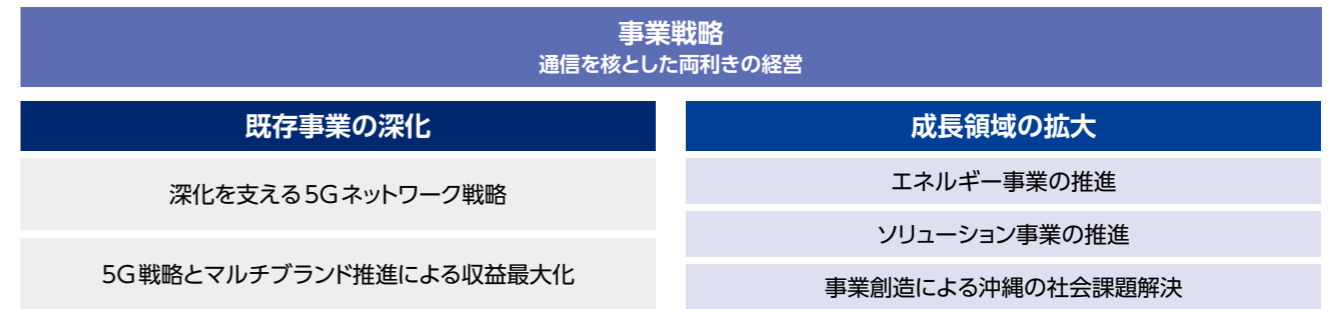 事業戦略
通信を核とした両利きの経営
既存事業の深化
深化を支える5Gネットワーク戦略
5G戦略とマルチブランド推進による収益最大化
成長領域の拡大
エネルギー事業の推進
ソリューション事業の推進
事業創造による沖縄の社会課題解決